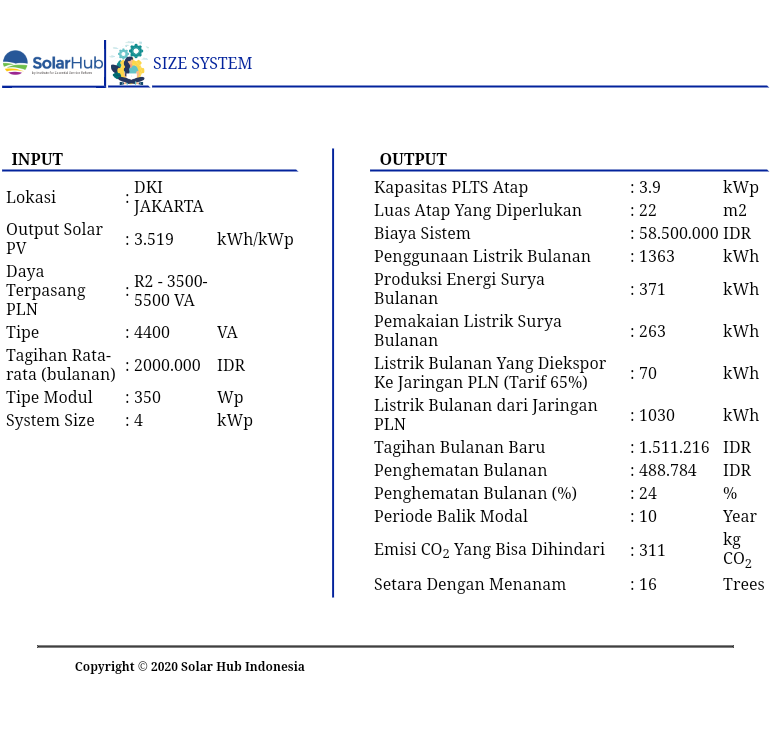 SolarHub
SIZE SYSTEM
INPUT
Lokasi : DKI
JAKARTA
Output Solar
PV : 3.519 kWh/kWp
Daya
Terpasang
PLN : R2 - 3500-
5500 VA
Tipe : 4400 VA
Tagihan Rata-
rata (bulanan) : 2000.000 IDR
Tipe Modul : 350 Wp
System Size : 4 kWp
OUTPUT
Kapasitas PLTS Atap : 3.9 kWp
Luas Atap Yang Diperlukan : 22 m2
Biaya Sistem : 58.500.000 IDR
Penggunaan Listrik Bulanan : 1363 kWh
Produksi Energi Surya
Bulanan : 371 kWh
Pemakaian Listrik Surya
Bulanan : 263 kWh
Listrik Bulanan Yang Diekspor
Ke Jaringan PLN (Tarif 65%) : 70 kWh
Listrik Bulanan dari Jaringan
PLN : 1030 kWh
Tagihan Bulanan Baru : 1.511.216 IDR
Penghematan Bulanan : 488.784 IDR
Penghematan Bulanan (%) : 24 %
Periode Balik Modal : 10 Year
Emisi CO2 Yang Bisa Dihindari : 311 kg
CO2
Setara Dengan Menanam : 16 Trees
Copyright © 2020 Solar Hub Indonesia